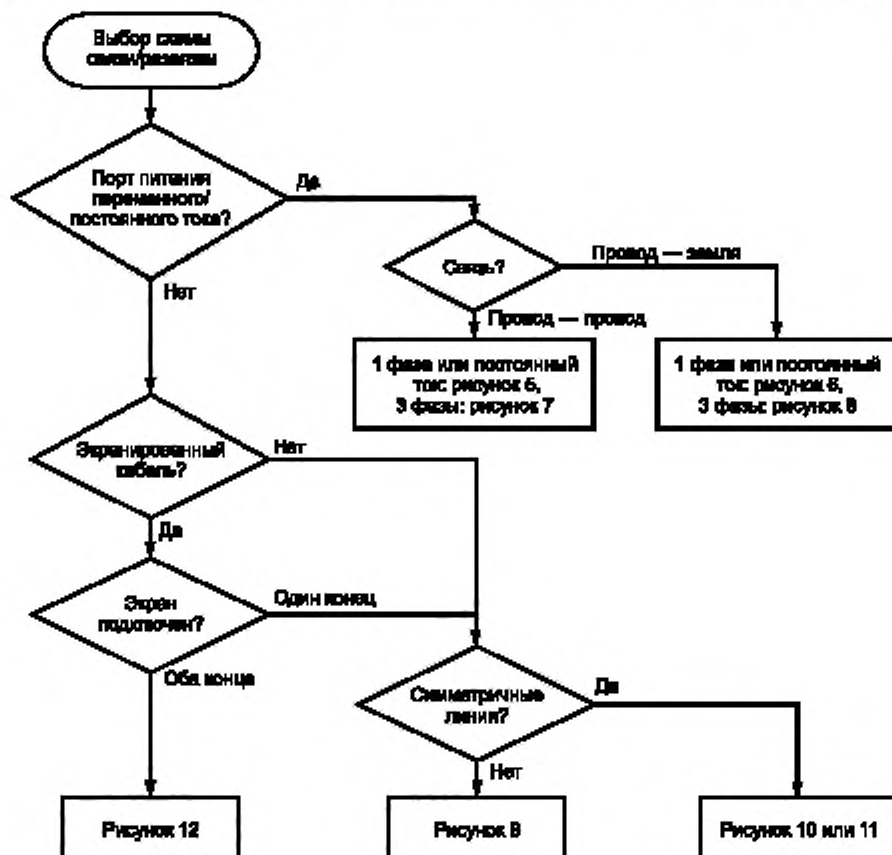 Выбор схемы
связи/развязки
Порт питания
переменного/
постоянного тока?
Да
Нет
Связь?
Провод — земля
Провод — провод
1 фаза или постоянный
ток: рисунок 5,
3 фазы: рисунок 7
1 фаза или постоянный
ток: рисунок 6,
3 фазы: рисунок 8
Экранированный
кабель?
Нет
Да
Экран
подключен?
Один конец
Оба конца
Симметричные
линии?
Да
Нет
Рисунок 12
Рисунок 9
Рисунок 10 или 11